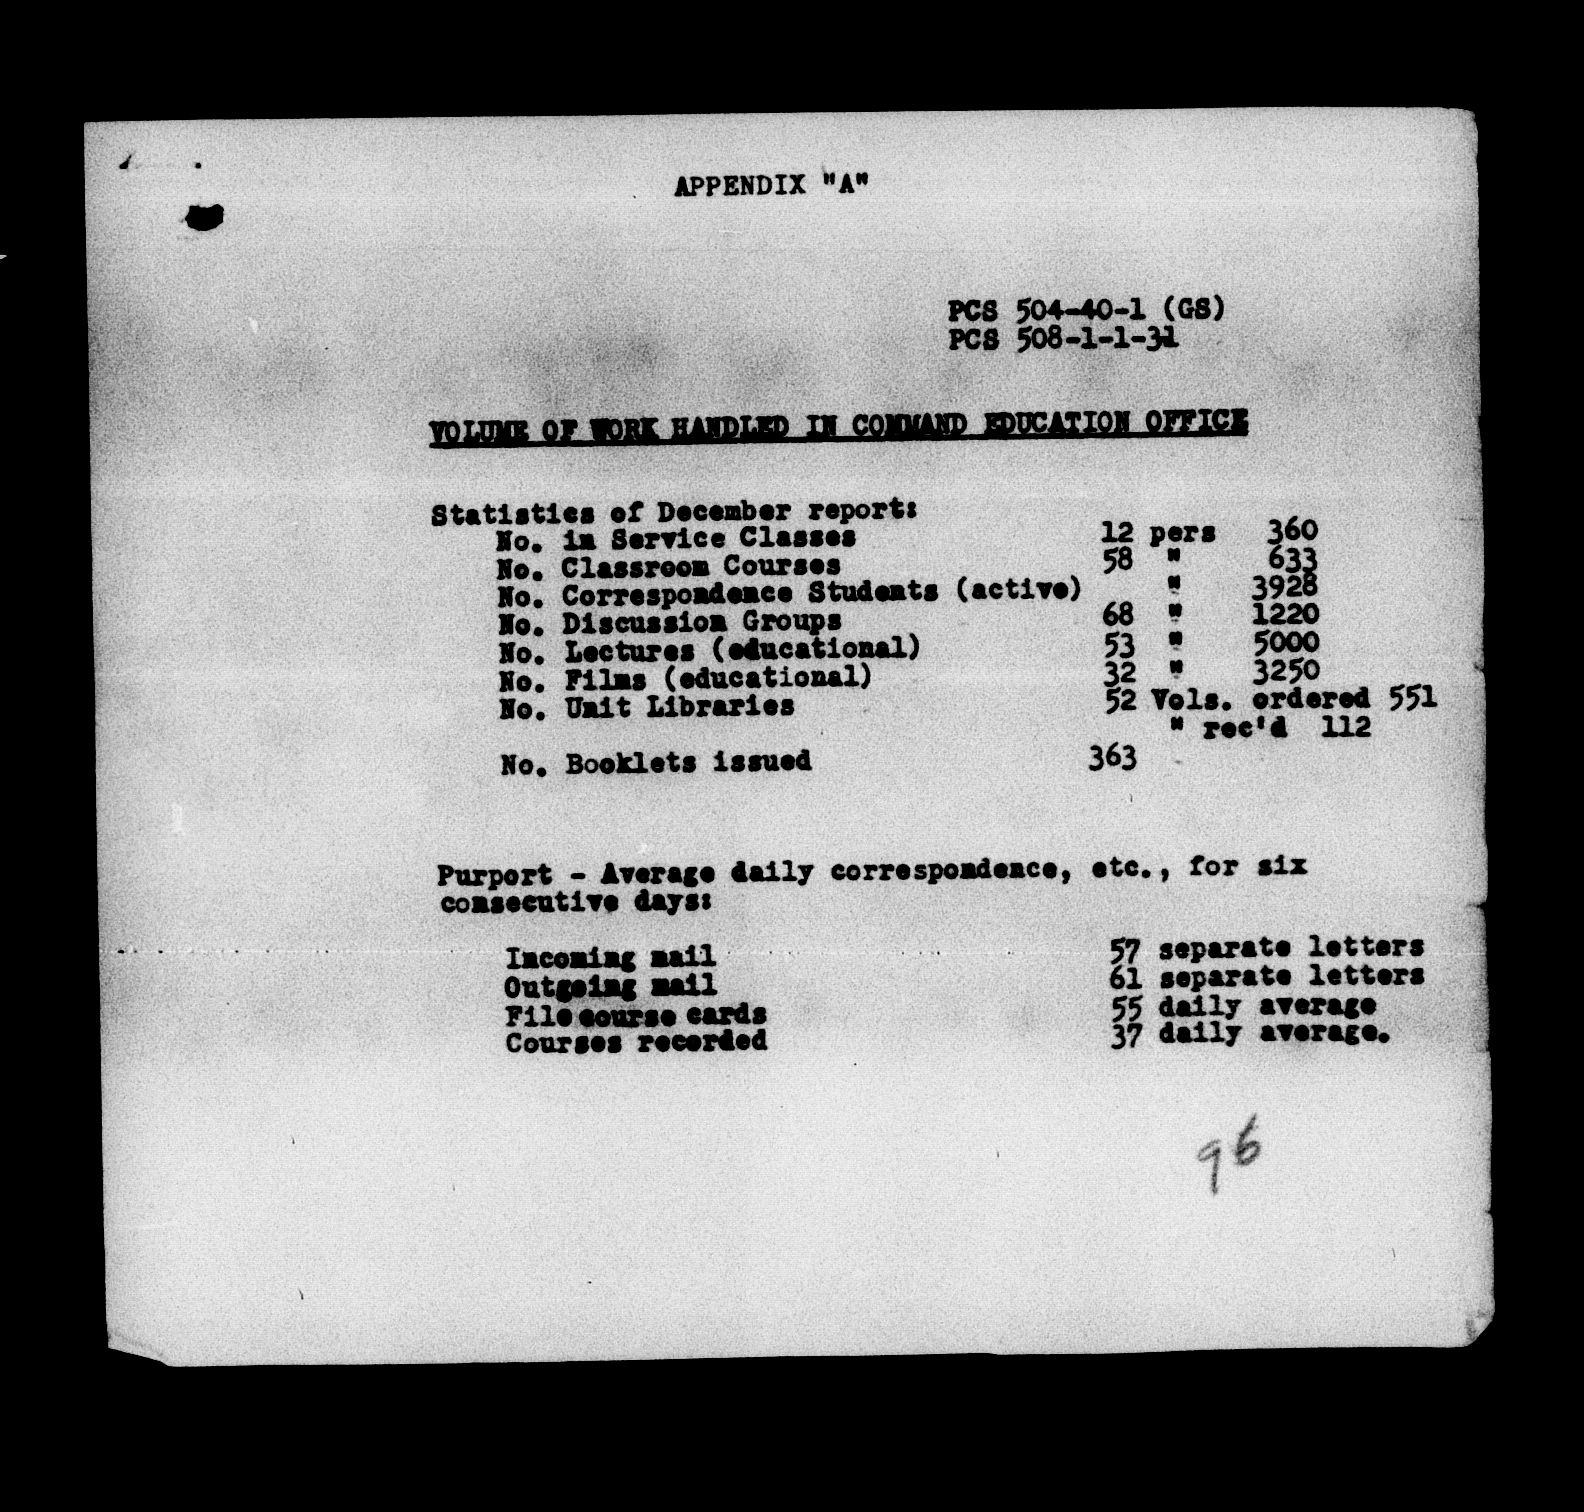 APPENDIX "A"
PCS 504-40-1 (GS)
PCS 508-1-1-31
VOLUME OF WORK HANDLED IN COMMAND EDUCATION OFFICE
Statistics of December report:
No. in Service Classes 12 pers 360
No. Classroom Courses 58 " 633
No. Correspondence Students (active) " 3928
No. Discussion Groups 68 " 1220
No. Lectures (educational) 53 " 5000
No. Films (educational) 32 " 3250
No. Unit Libraries 52 Vols. ordered 551
" rec'd 112
No. Booklets issued 363
Purport - Average daily correspondence, etc., for six
consecutive days:
Incoming mail 57 separate letters
Outgoing mail 61 separate letters
File course cards 55 daily average
Courses recorded 37 daily average.
96